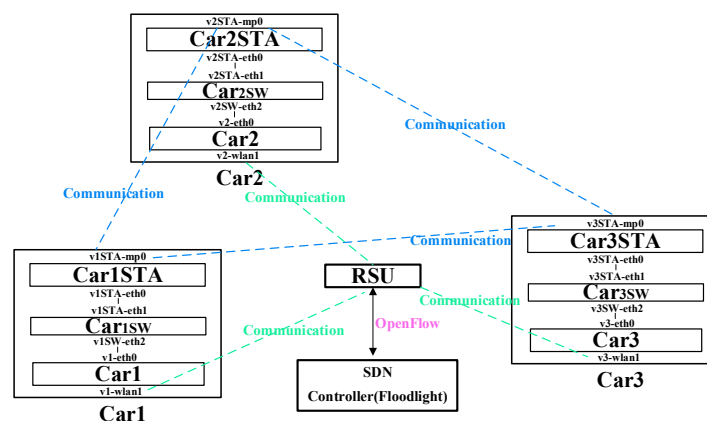 v2STA-mp0
Car2STA
v2STA-eth0
v2STA-eth1
Car2SW
v2SW-eth2
v2-eth0
Car2
v2-wlan1
Car2
Communication
Communication
Communication
v1STA-mp0
Car1STA
v1STA-eth0
v1STA-eth1
Car1SW
v1SW-eth2
v1-eth0
Car1
v1-wlan1
Car1
Communication
RSU
Communication
OpenFlow
SDN
Controller(Floodlight)
Communication
v3STA-mp0
Car3STA
v3STA-eth0
v3STA-eth1
Car3SW
v3SW-eth2
v3-eth0
Car3
v3-wlan1
Car3